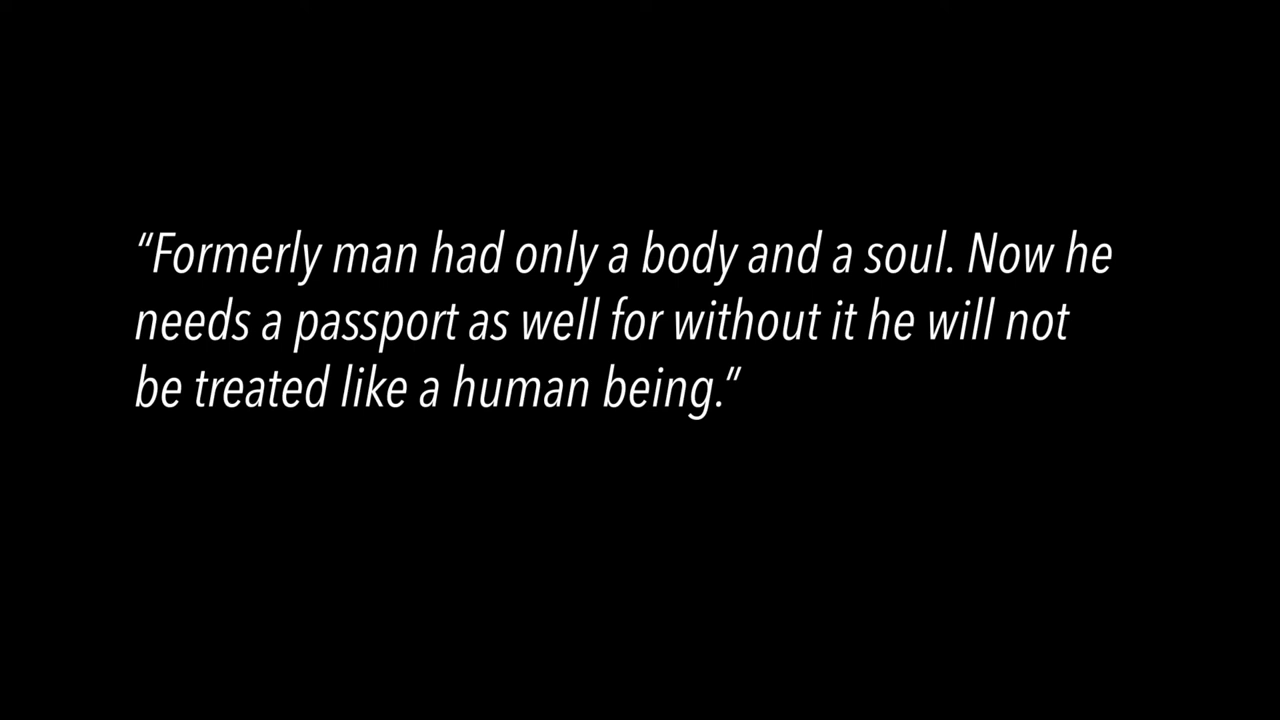 “Formerly man had only a body and a soul. Now he
needs a passport as well for without it he will not
be treated like a human being.”